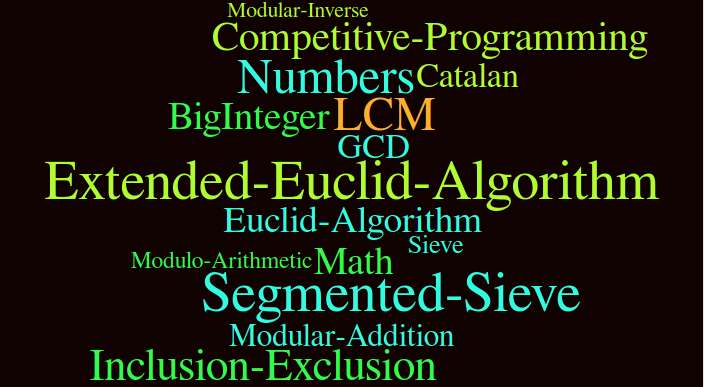 Modular-Inverse
Competitive-Programming
Numbers Catalan
BigInteger LCM
GCD
Extended-Euclid-Algorithm
Euclid-Algorithm
Sieve
Modulo-Arithmetic Math
Segmented-Sieve
Modular-Addition
Inclusion-Exclusion